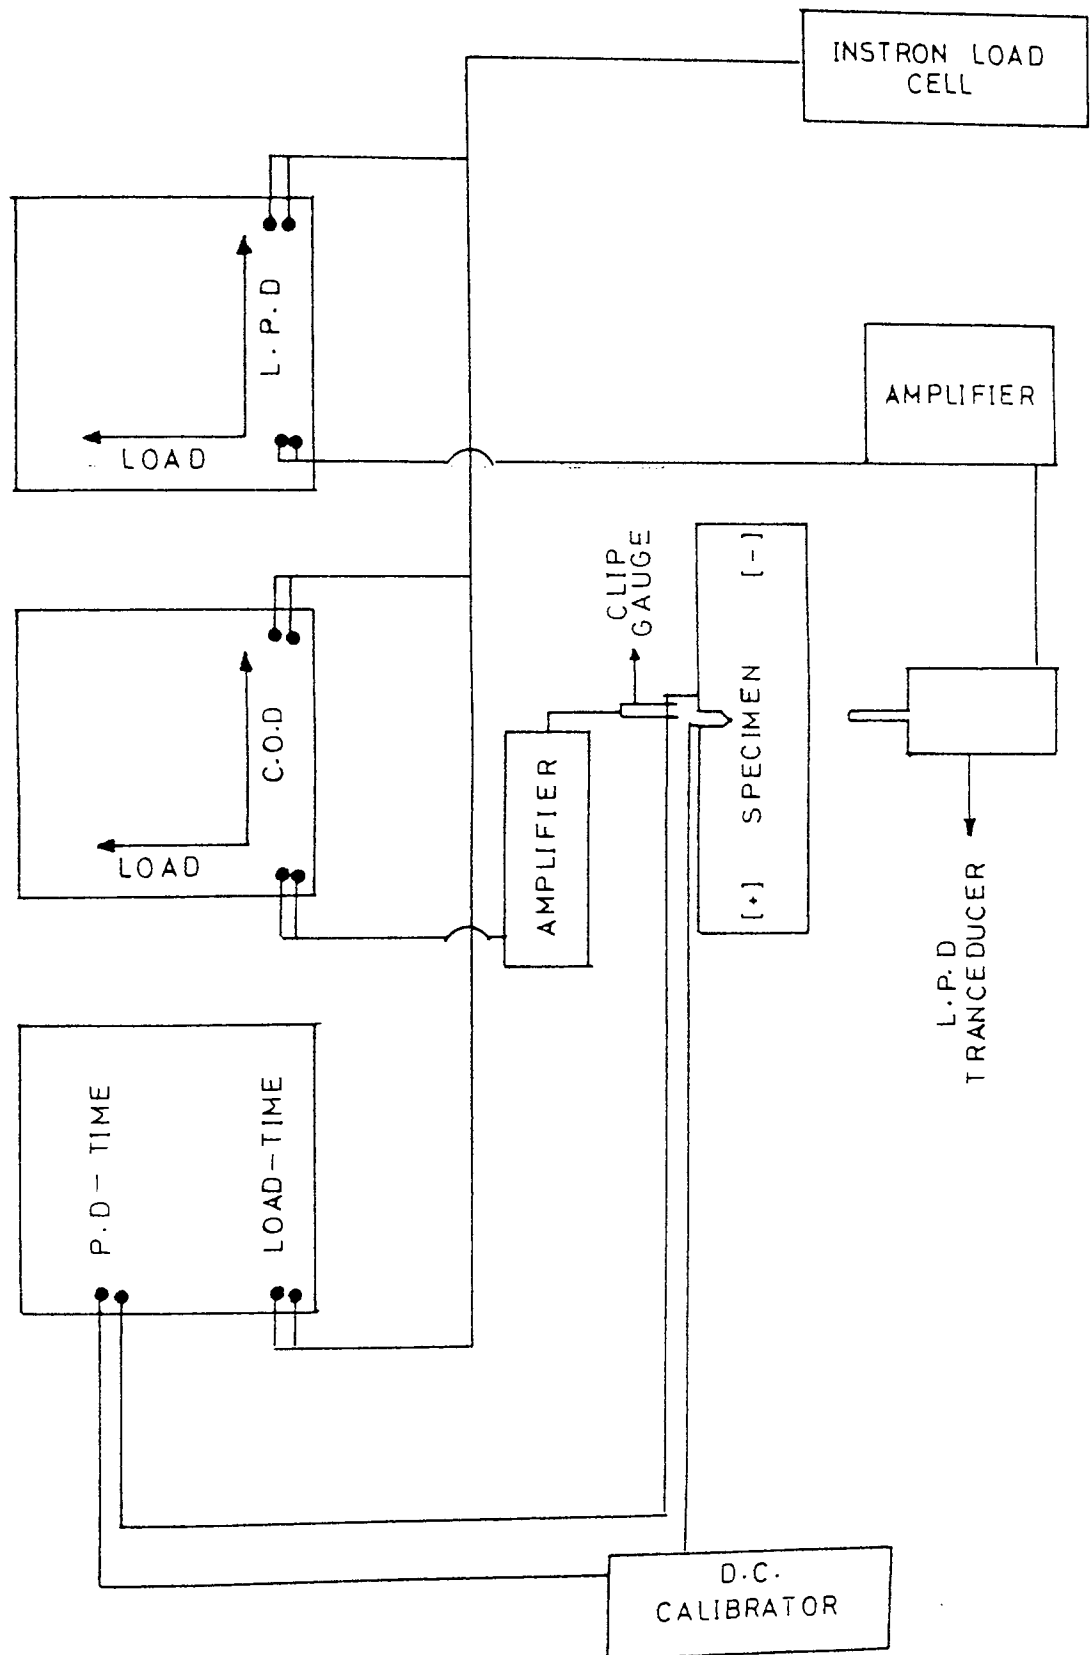 INSTRON LOAD
CELL
L.P.D
LOAD
AMPLIFIER
CLIP
GAUGE
[-]
SPECIMEN
[+]
C.O.D
LOAD
AMPLIFIER
L.P.D
TRANCEDUCER
P.D-TIME
LOAD-TIME
D.C.
CALIBRATOR